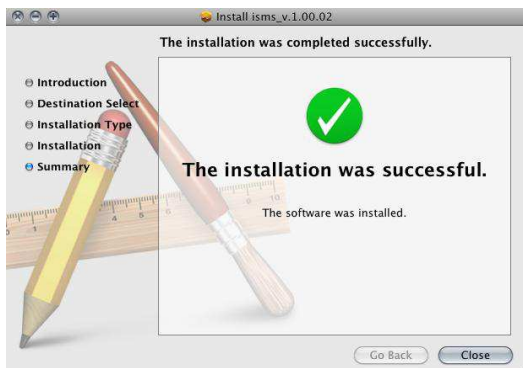 Install isms_v.1.00.02
The installation was completed successfully.
Introduction
Destination Select
Installation Type
Installation
Summary
The installation was successful.
The software was installed.
Go Back
Close